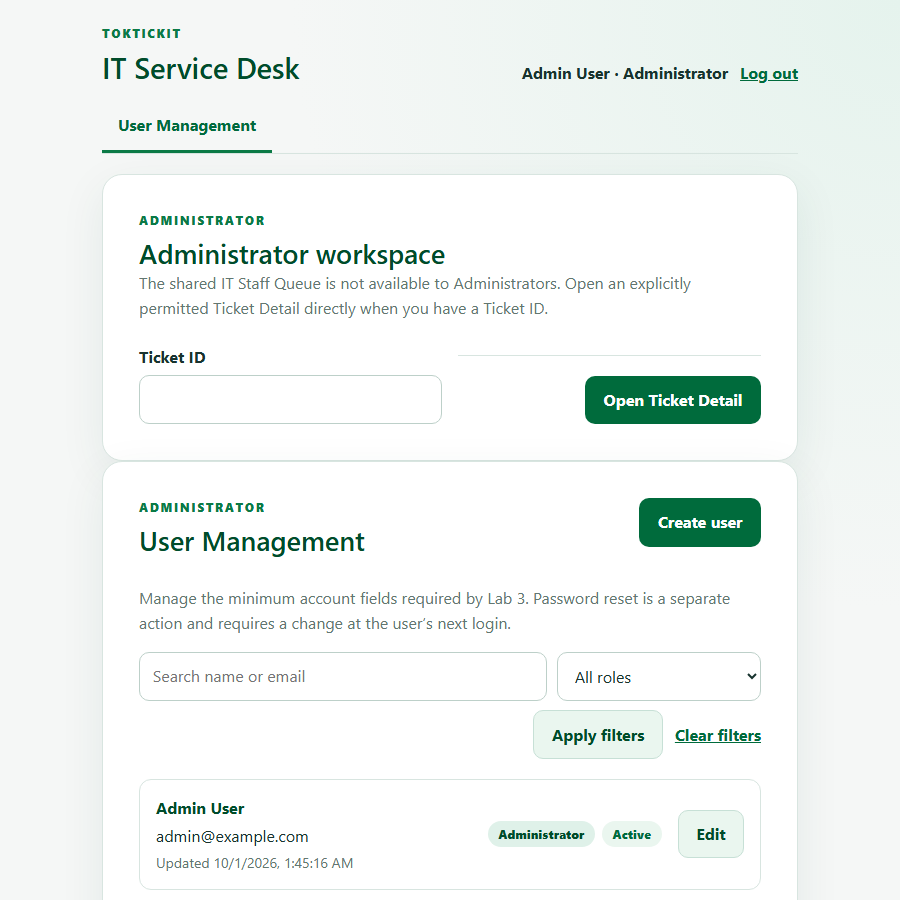 TOKTICKIT
IT Service Desk
Admin User · Administrator Log out
User Management
ADMINISTRATOR
Administrator workspace
The shared IT Staff Queue is not available to Administrators. Open an explicitly
permitted Ticket Detail directly when you have a Ticket ID.
Ticket ID
Open Ticket Detail
ADMINISTRATOR
User Management
Create user
Manage the minimum account fields required by Lab 3. Password reset is a separate
action and requires a change at the user’s next login.
Search name or email
All roles
Apply filters
Clear filters
Admin User
admin@example.com
Updated 10/1/2026, 1:45:16 AM
Administrator
Active
Edit